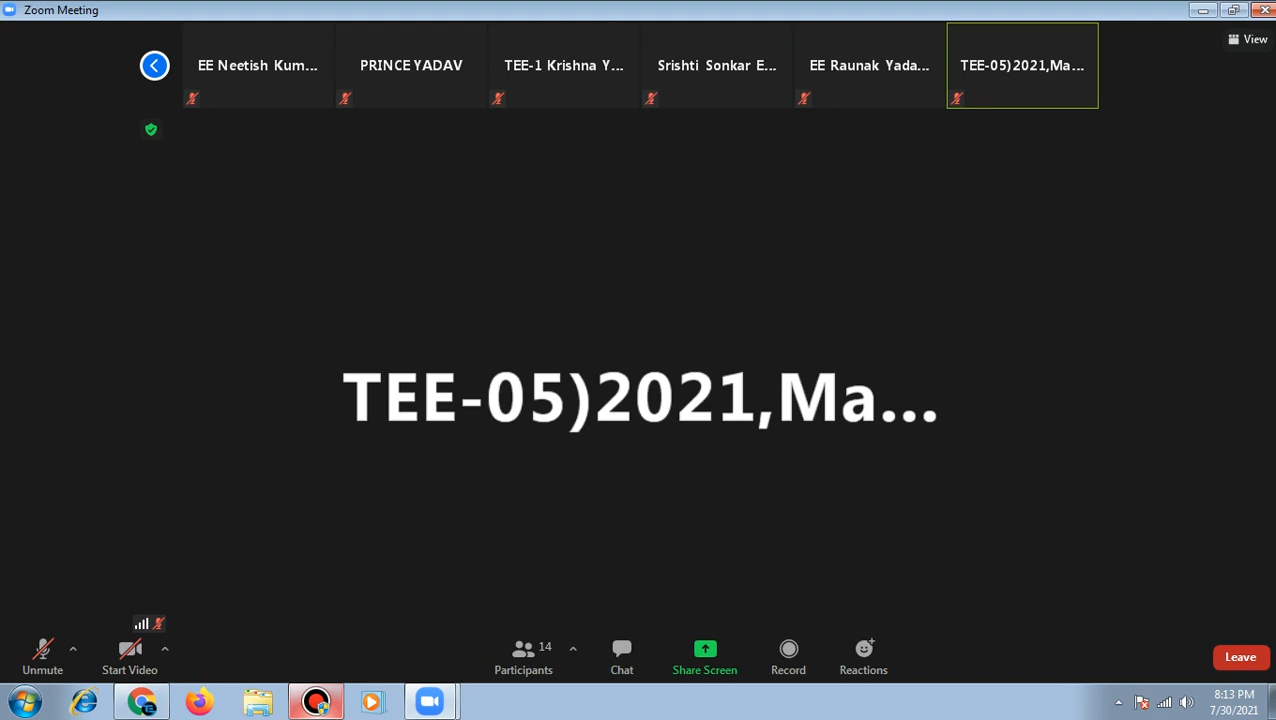 Zoom Meeting
View
EE Neetish Kum...
PRINCE YADAV
TEE-1 Krishna Y...
Srishti Sonkar E...
EE Raunak Yada...
TEE-05)2021,Ma...
TEE-05)2021,Ma...
Unmute
Start Video
14
Participants
Chat
Share Screen
Record
Reactions
Leave
8:13 PM
7/30/2021